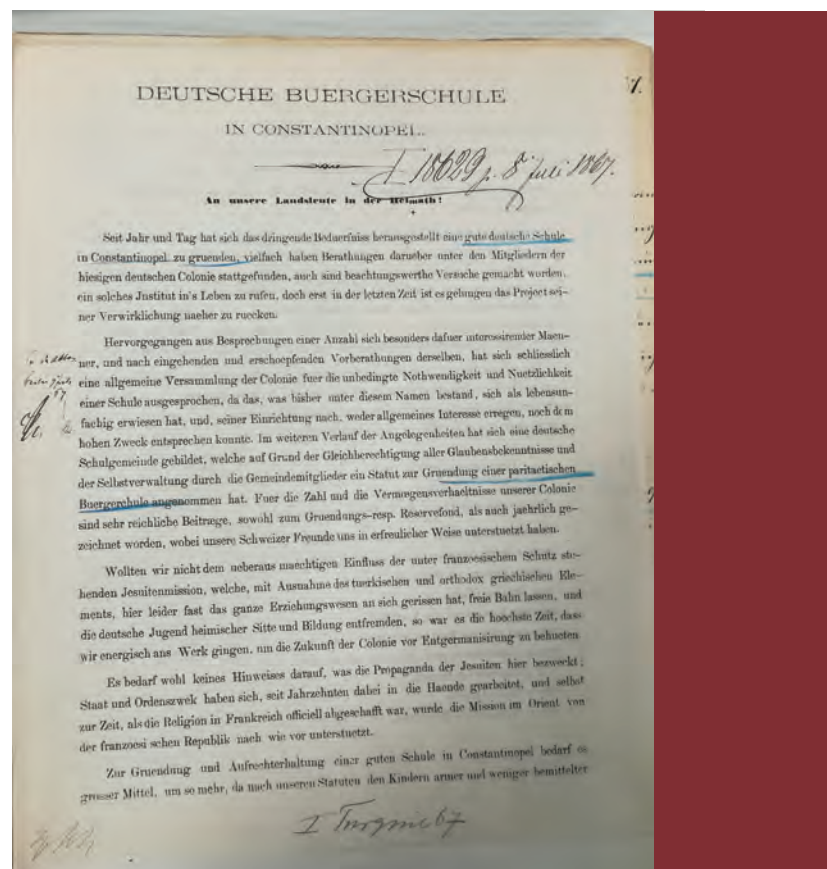 DEUTSCHE BUERGERSCHULE
IN CONSTANTINOPEL.
I 18629 p. 8 Juli 1867.
An unsere Landsleute in der Heimath!
Seit Jahr und Tag hat sich das dringende Beduerfniss herausgestellt eine gute deutsche Schule
in Constantinopel zu gruenden, vielfach haben Berathungen darueber unter den Mitgliedern der
hiesigen deutschen Colonie stattgefunden, auch sind beachtungswerthe Versuche gemacht worden,
ein solches Jnstitut in's Leben zu rufen, doch erst in der letzten Zeit ist es gelungen das Project sei-
ner Verwirklichung naeher zu ruecken.
Hervorgegangen aus Besprechungen einer Anzahl sich besonders dafuer interessirender Maen-
ner, und nach eingehenden und erschoepfenden Vorberathungen derselben, hat sich schliesslich
eine allgemeine Versammlung der Colonie fuer die unbedingte Nothwendigkeit und Nuetzlichkeit
einer Schule ausgesprochen, da das, was bisher unter diesem Namen bestand, sich als lebensun-
faehig erwiesen hat, und, seiner Einrichtung nach, weder allgemeines Interesse erregen, noch dem
hohen Zweck entsprechen konnte. Im weiteren Verlauf der Angelegenheiten hat sich eine deutsche
Schulgemeinde gebildet, welche auf Grund der Gleichberechtigung aller Glaubensbekenntnisse und
der Selbstverwaltung durch die Gemeindemitglieder ein Statut zur Gruendung einer paritaetischen
Buergerchule angenommen hat. Fuer die Zahl und die Vermoegensverhaeltnisse unserer Colonie
sind sehr reichliche Beitraege, sowohl zum Gruendungs-resp. Reservefond, als auch jaehrlich ge-
zeichnet worden, wobei unsere Schweizer Freunde uns in erfreulicher Weise unterstuetzt haben.
Wollten wir nicht dem ueberaus maechtigen Einfluss der unter franzoesischem Schutz ste-
henden Jesuitenmission, welche, mit Ausnahme des tuerkischen und orthodox griechischen Ele-
ments, hier leider fast das ganze Erziehungswesen an sich gerissen hat, freie Bahn lassen, und
die deutsche Jugend heimischer Sitte und Bildung entfremden, so war es die hoechste Zeit, dass
wir energisch ans Werk gingen, um die Zukunft der Colonie vor Entgermanisirung zu behueten
Es bedarf wohl keines Hinweises darauf, was die Propaganda der Jesuiten hier bezweckt;
Staat und Ordenszwek haben sich, seit Jahrzehnten dabei in die Haende gearbeitet, und selbst
zur Zeit, als die Religion in Frankreich officiell abgeschafft war, wurde die Mission im Orient von
der franzoesi schen Republik nach wie vor unterstuetzt.
Zur Gruendung und Aufrechterhaltung einer guten Schule in Constantinopel bedarf es
grosser Mittel, um so mehr, da nach unseren Statuten den Kindern armer und weniger bemittelter